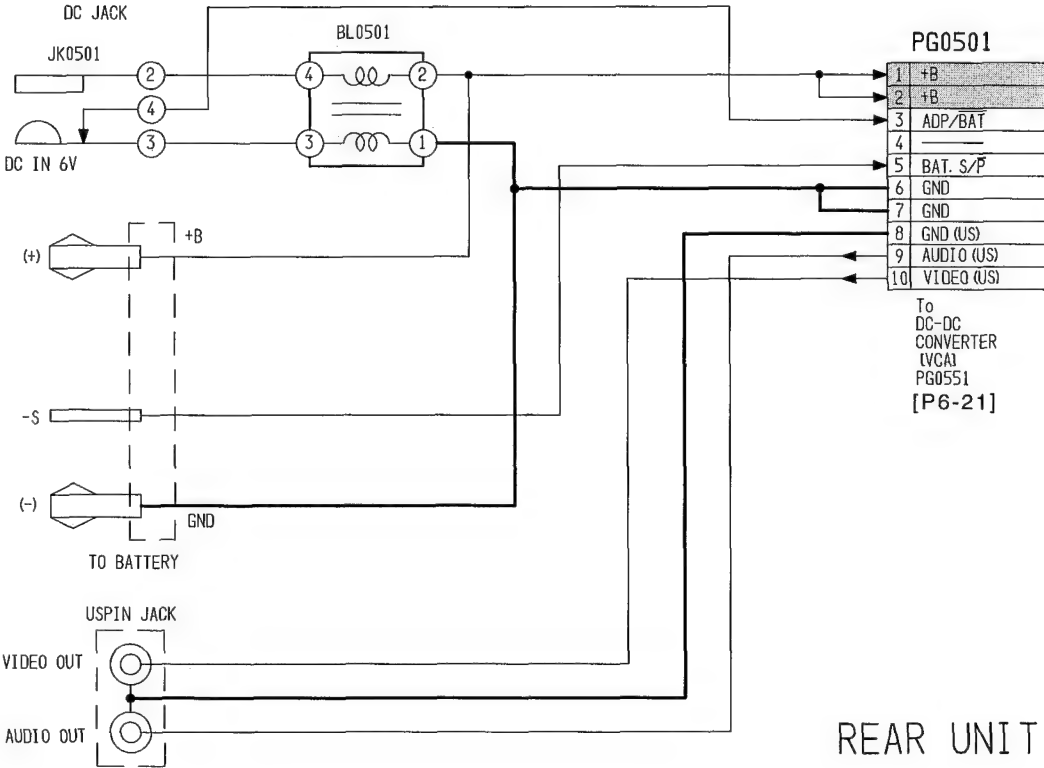 DC JACK
JK0501
2
4
3
DC IN 6V
BL0501
4
2
3
1
PG0501
1 +B
2 +B
3 ADP/B̅A̅T̅
4
5 BAT. S/P̅
6 GND
7 GND
8 GND (US)
9 AUDIO (US)
10 VIDEO (US)
To
DC-DC
CONVERTER
(VCA)
PG0551
[P6-21]
(+)
+B
-S
(-)
GND
TO BATTERY
USPIN JACK
VIDEO OUT
AUDIO OUT
REAR UNIT